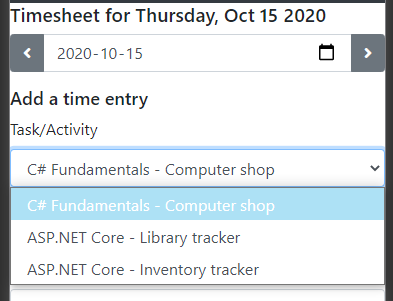 Timesheet for Thursday, Oct 15 2020
2020-10-15
Add a time entry
Task/Activity
C# Fundamentals - Computer shop
C# Fundamentals - Computer shop
ASP.NET Core - Library tracker
ASP.NET Core - Inventory tracker